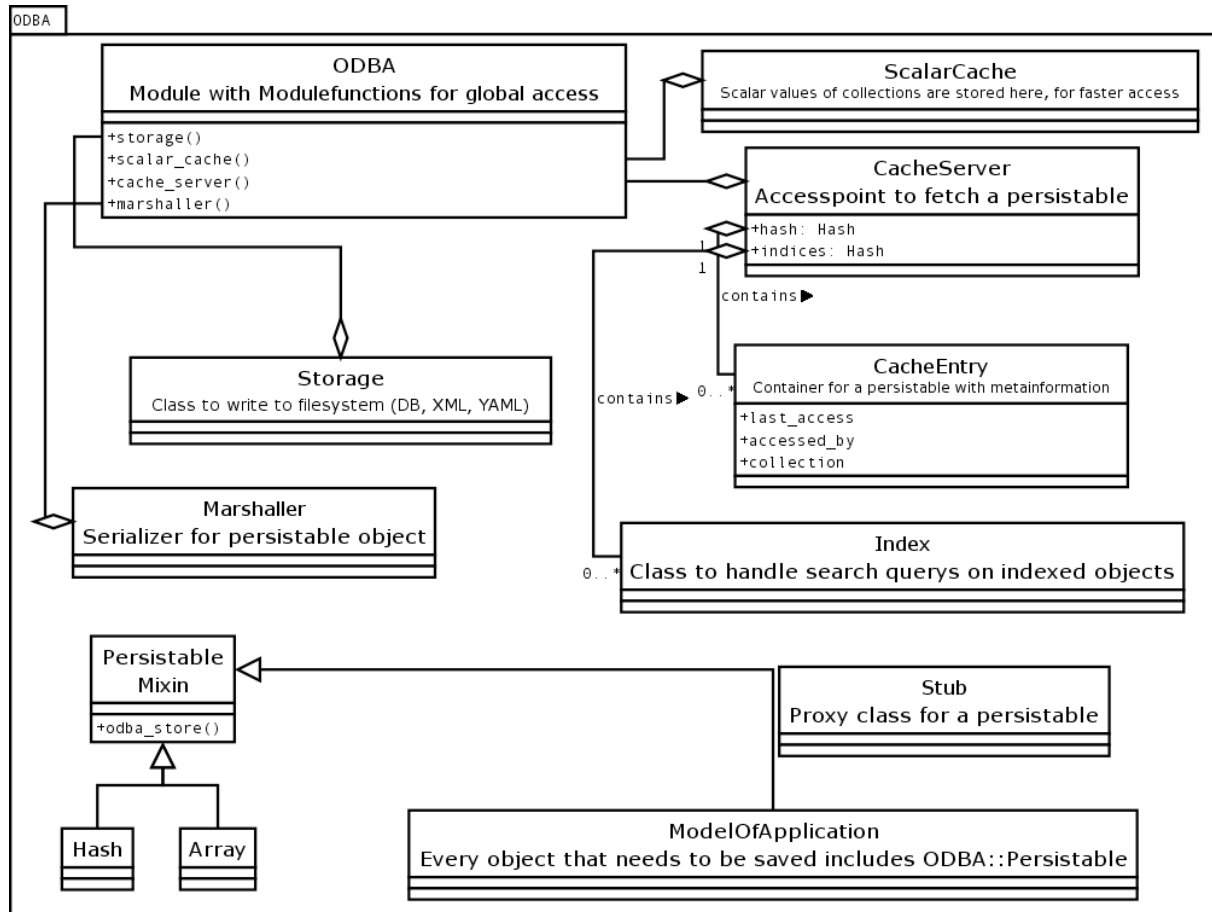 ODBA
ODBA
Module with Modulefunctions for global access
+storage()
+scalar_cache()
+cache_server()
+marshaller()
ScalarCache
Scalar values of collections are stored here, for faster access
CacheServer
Accesspoint to fetch a persistable
+hash: Hash
+indices: Hash
1
1
contains
Storage
Class to write to filesystem (DB, XML, YAML)
CacheEntry
Container for a persistable with metainformation
0..*
contains
+last_access
+accessed_by
+collection
Marshaller
Serializer for persistable object
Index
Class to handle search querys on indexed objects
0..*
Persistable
Mixin
+odba_store()
Stub
Proxy class for a persistable
Hash
Array
ModelOfApplication
Every object that needs to be saved includes ODBA::Persistable